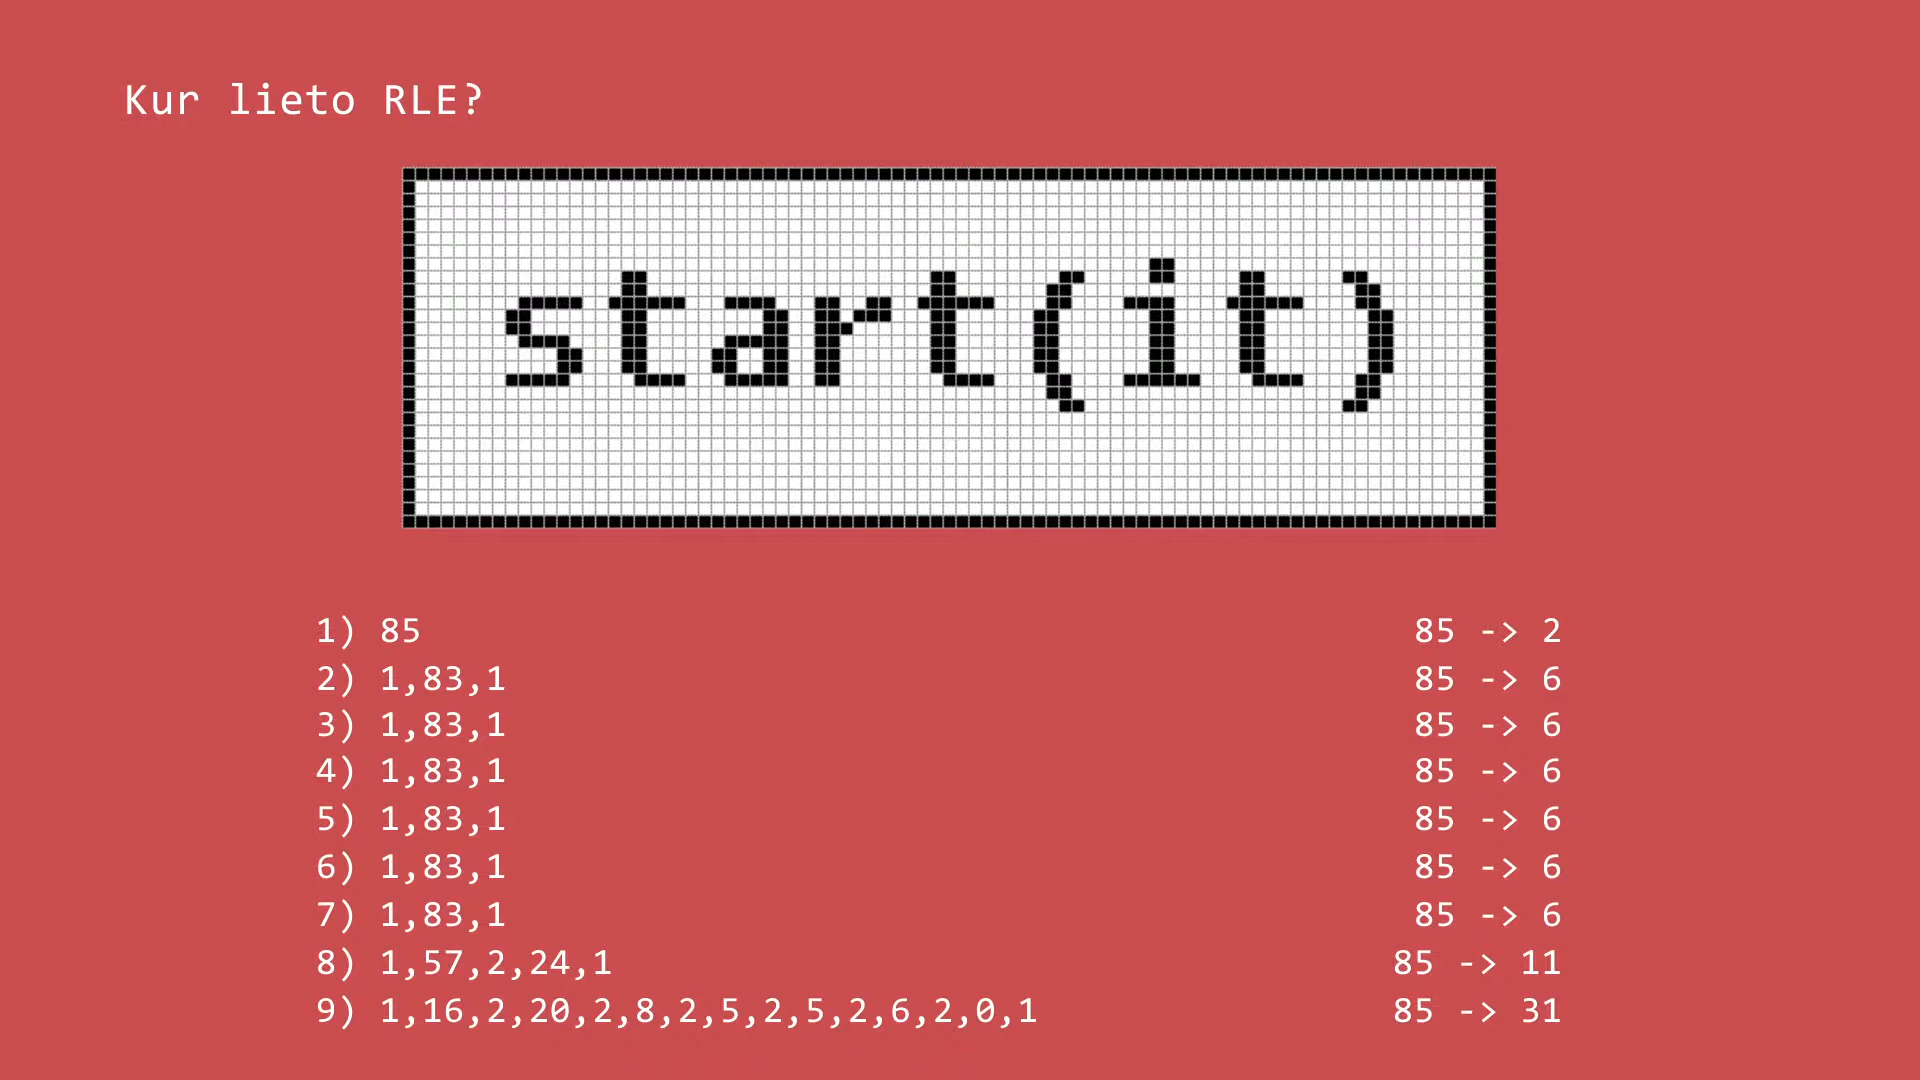 Kur lieto RLE?
start(it)
1) 85 85 -> 2
2) 1,83,1 85 -> 6
3) 1,83,1 85 -> 6
4) 1,83,1 85 -> 6
5) 1,83,1 85 -> 6
6) 1,83,1 85 -> 6
7) 1,83,1 85 -> 6
8) 1,57,2,24,1 85 -> 11
9) 1,16,2,20,2,8,2,5,2,5,2,6,2,0,1 85 -> 31